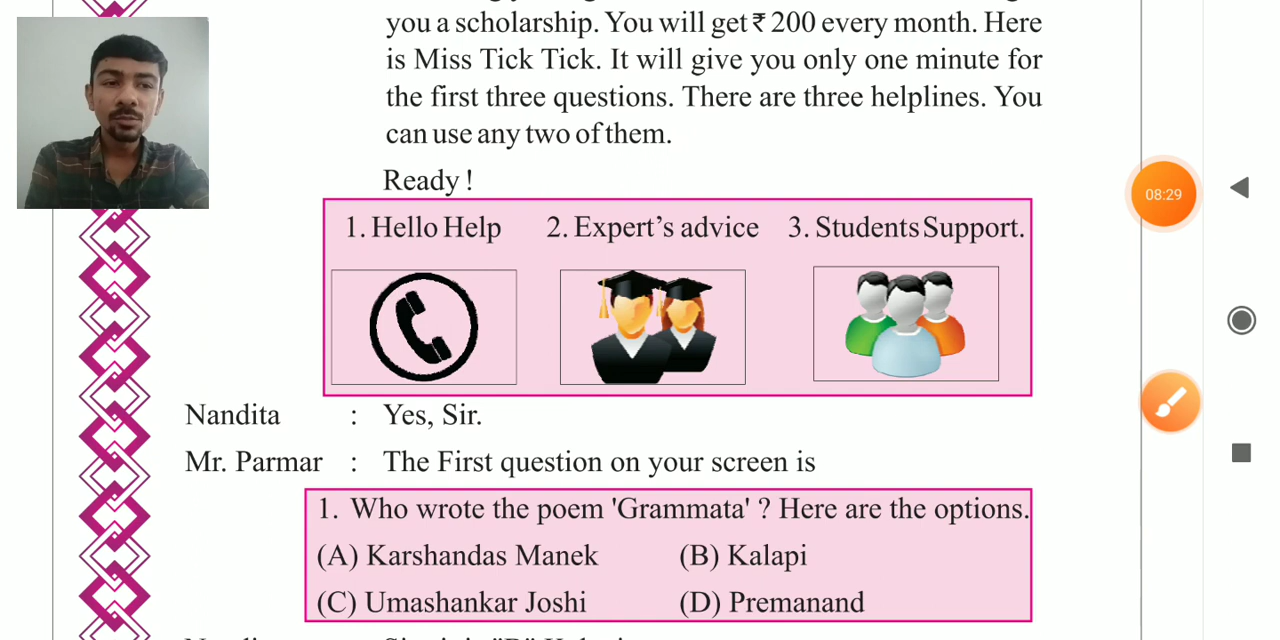 you a scholarship. You will get ₹ 200 every month. Here
is Miss Tick Tick. It will give you only one minute for
the first three questions. There are three helplines. You
can use any two of them.
Ready !
1. Hello Help 2. Expert's advice 3. Students Support.
Nandita : Yes, Sir.
Mr. Parmar : The First question on your screen is
1. Who wrote the poem 'Grammata' ? Here are the options.
(A) Karshandas Manek (B) Kalapi
(C) Umashankar Joshi (D) Premanand
08:29